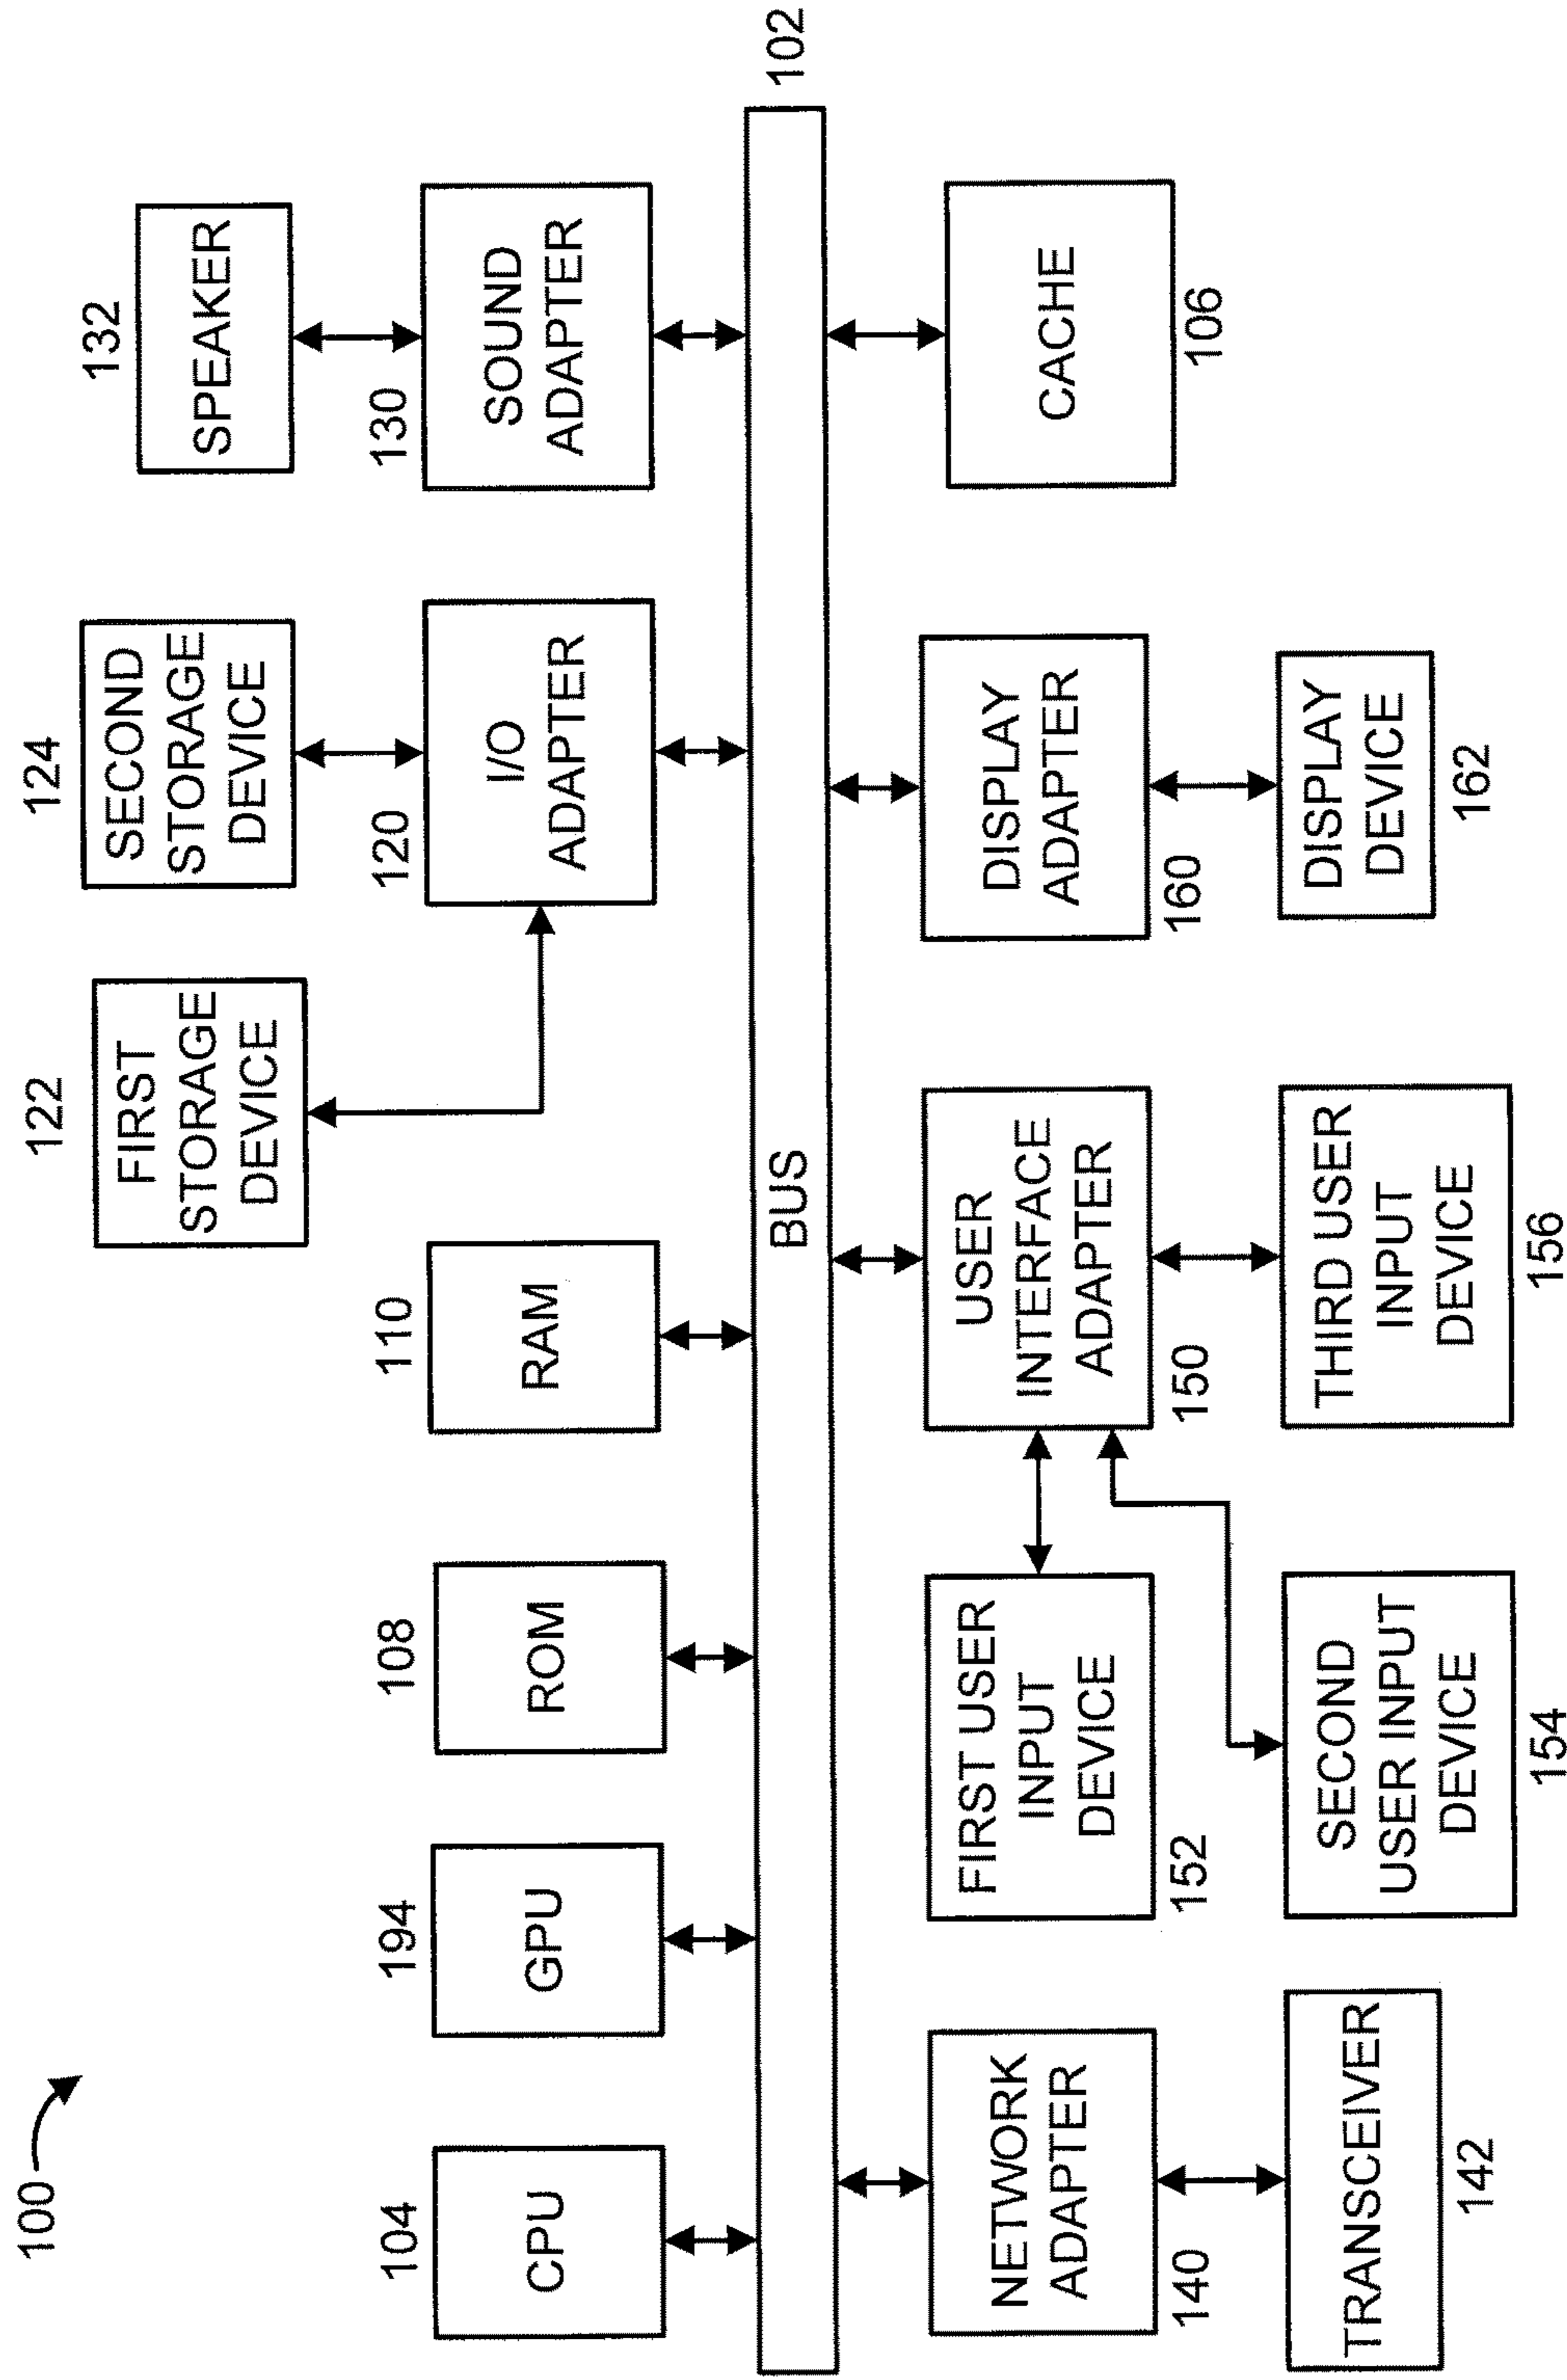 100
104
CPU
194
GPU
108
ROM
110
RAM
122
FIRST
STORAGE
DEVICE
124
SECOND
STORAGE
DEVICE
120
I/O
ADAPTER
132
SPEAKER
130
SOUND
ADAPTER
BUS
102
NETWORK
ADAPTER
140
TRANSCEIVER
142
FIRST USER
INPUT
DEVICE
152
SECOND
USER INPUT
DEVICE
154
USER
INTERFACE
ADAPTER
150
THIRD USER
INPUT
DEVICE
156
DISPLAY
ADAPTER
160
DISPLAY
DEVICE
162
CACHE
106